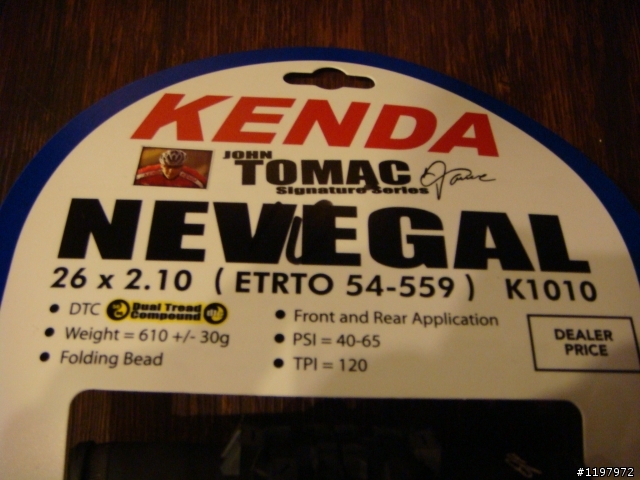 KENDA
JOHN
TOMAC
Signature Series
NEVEGAL
26 x 2.10 ( ETRTO 54-559 ) K1010
• DTC Dual Tread Compound
• Weight = 610 +/- 30g
• Folding Bead
• Front and Rear Application
• PSI = 40-65
• TPI = 120
DEALER
PRICE
#1197972